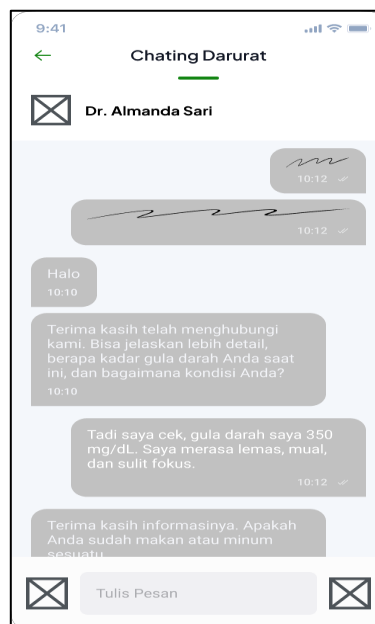 9:41
Chating Darurat
Dr. Almanda Sari
10:12
10:12
Halo
10:10
Terima kasih telah menghubungi
kami. Bisa jelaskan lebih detail,
berapa kadar gula darah Anda saat
ini, dan bagaimana kondisi Anda?
10:10
Tadi saya cek, gula darah saya 350
mg/dL. Saya merasa lemas, mual,
dan sulit fokus.
10:12
Terima kasih informasinya. Apakah
Anda sudah makan atau minum
sesuatu
Tulis Pesan